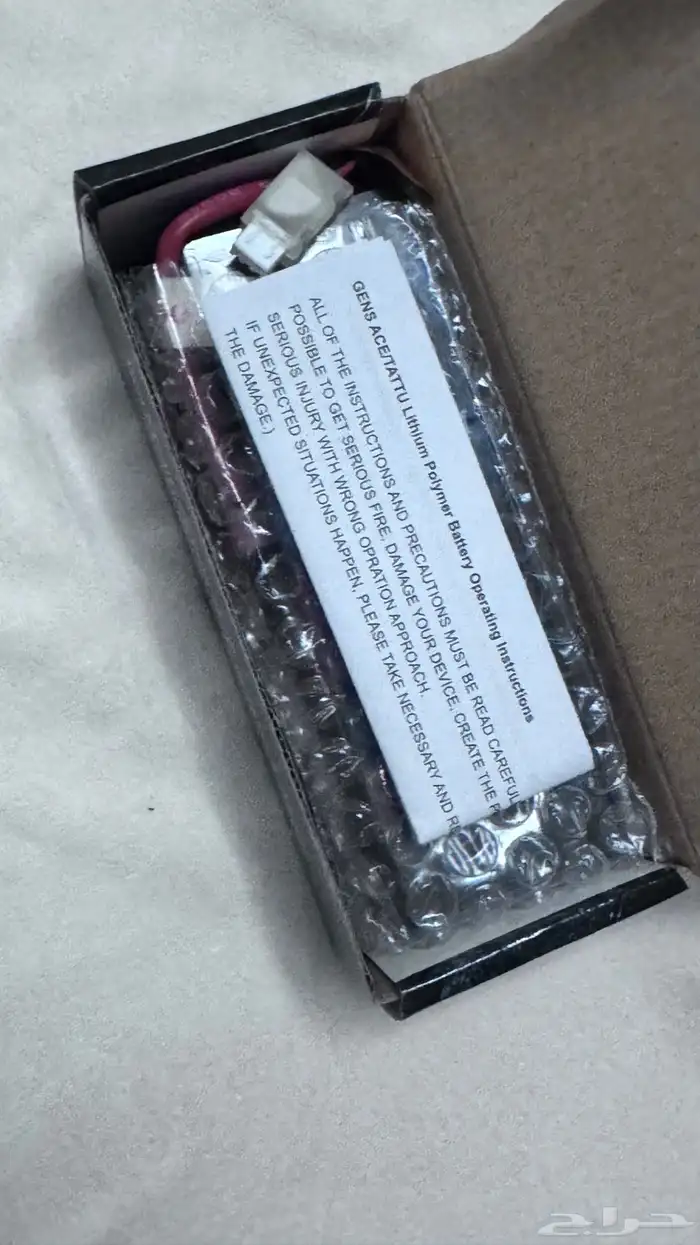 GENS ACE/TATTU Lithium Polymer Battery Operating Instructions
ALL OF THE INSTRUCTIONS AND PRECAUTIONS MUST BE READ CAREFUL
POSSIBLE TO GET SERIOUS FIRE, DAMAGE YOUR DEVICE, CREATE THE
SERIOUS INJURY WITH WRONG OPRATION APPROACH.
IF UNEXPECTED SITUATIONS HAPPEN, PLEASE TAKE NECESSARY AND
THE DAMAGE.)
حراج